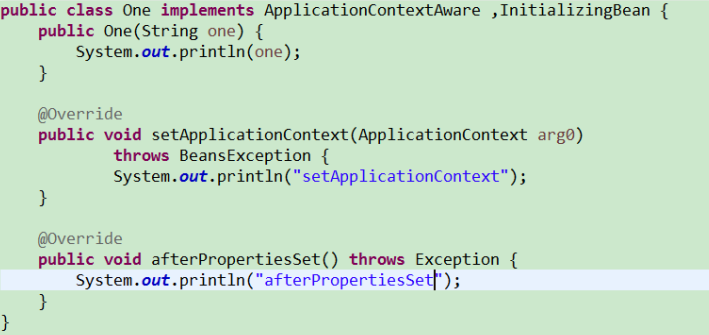 public class One implements ApplicationContextAware ,InitializingBean {
public One(String one) {
System.out.println(one);
}
@Override
public void setApplicationContext(ApplicationContext arg0)
throws BeansException {
System.out.println("setApplicationContext");
}
@Override
public void afterPropertiesSet() throws Exception {
System.out.println("afterPropertiesSet");
}
}